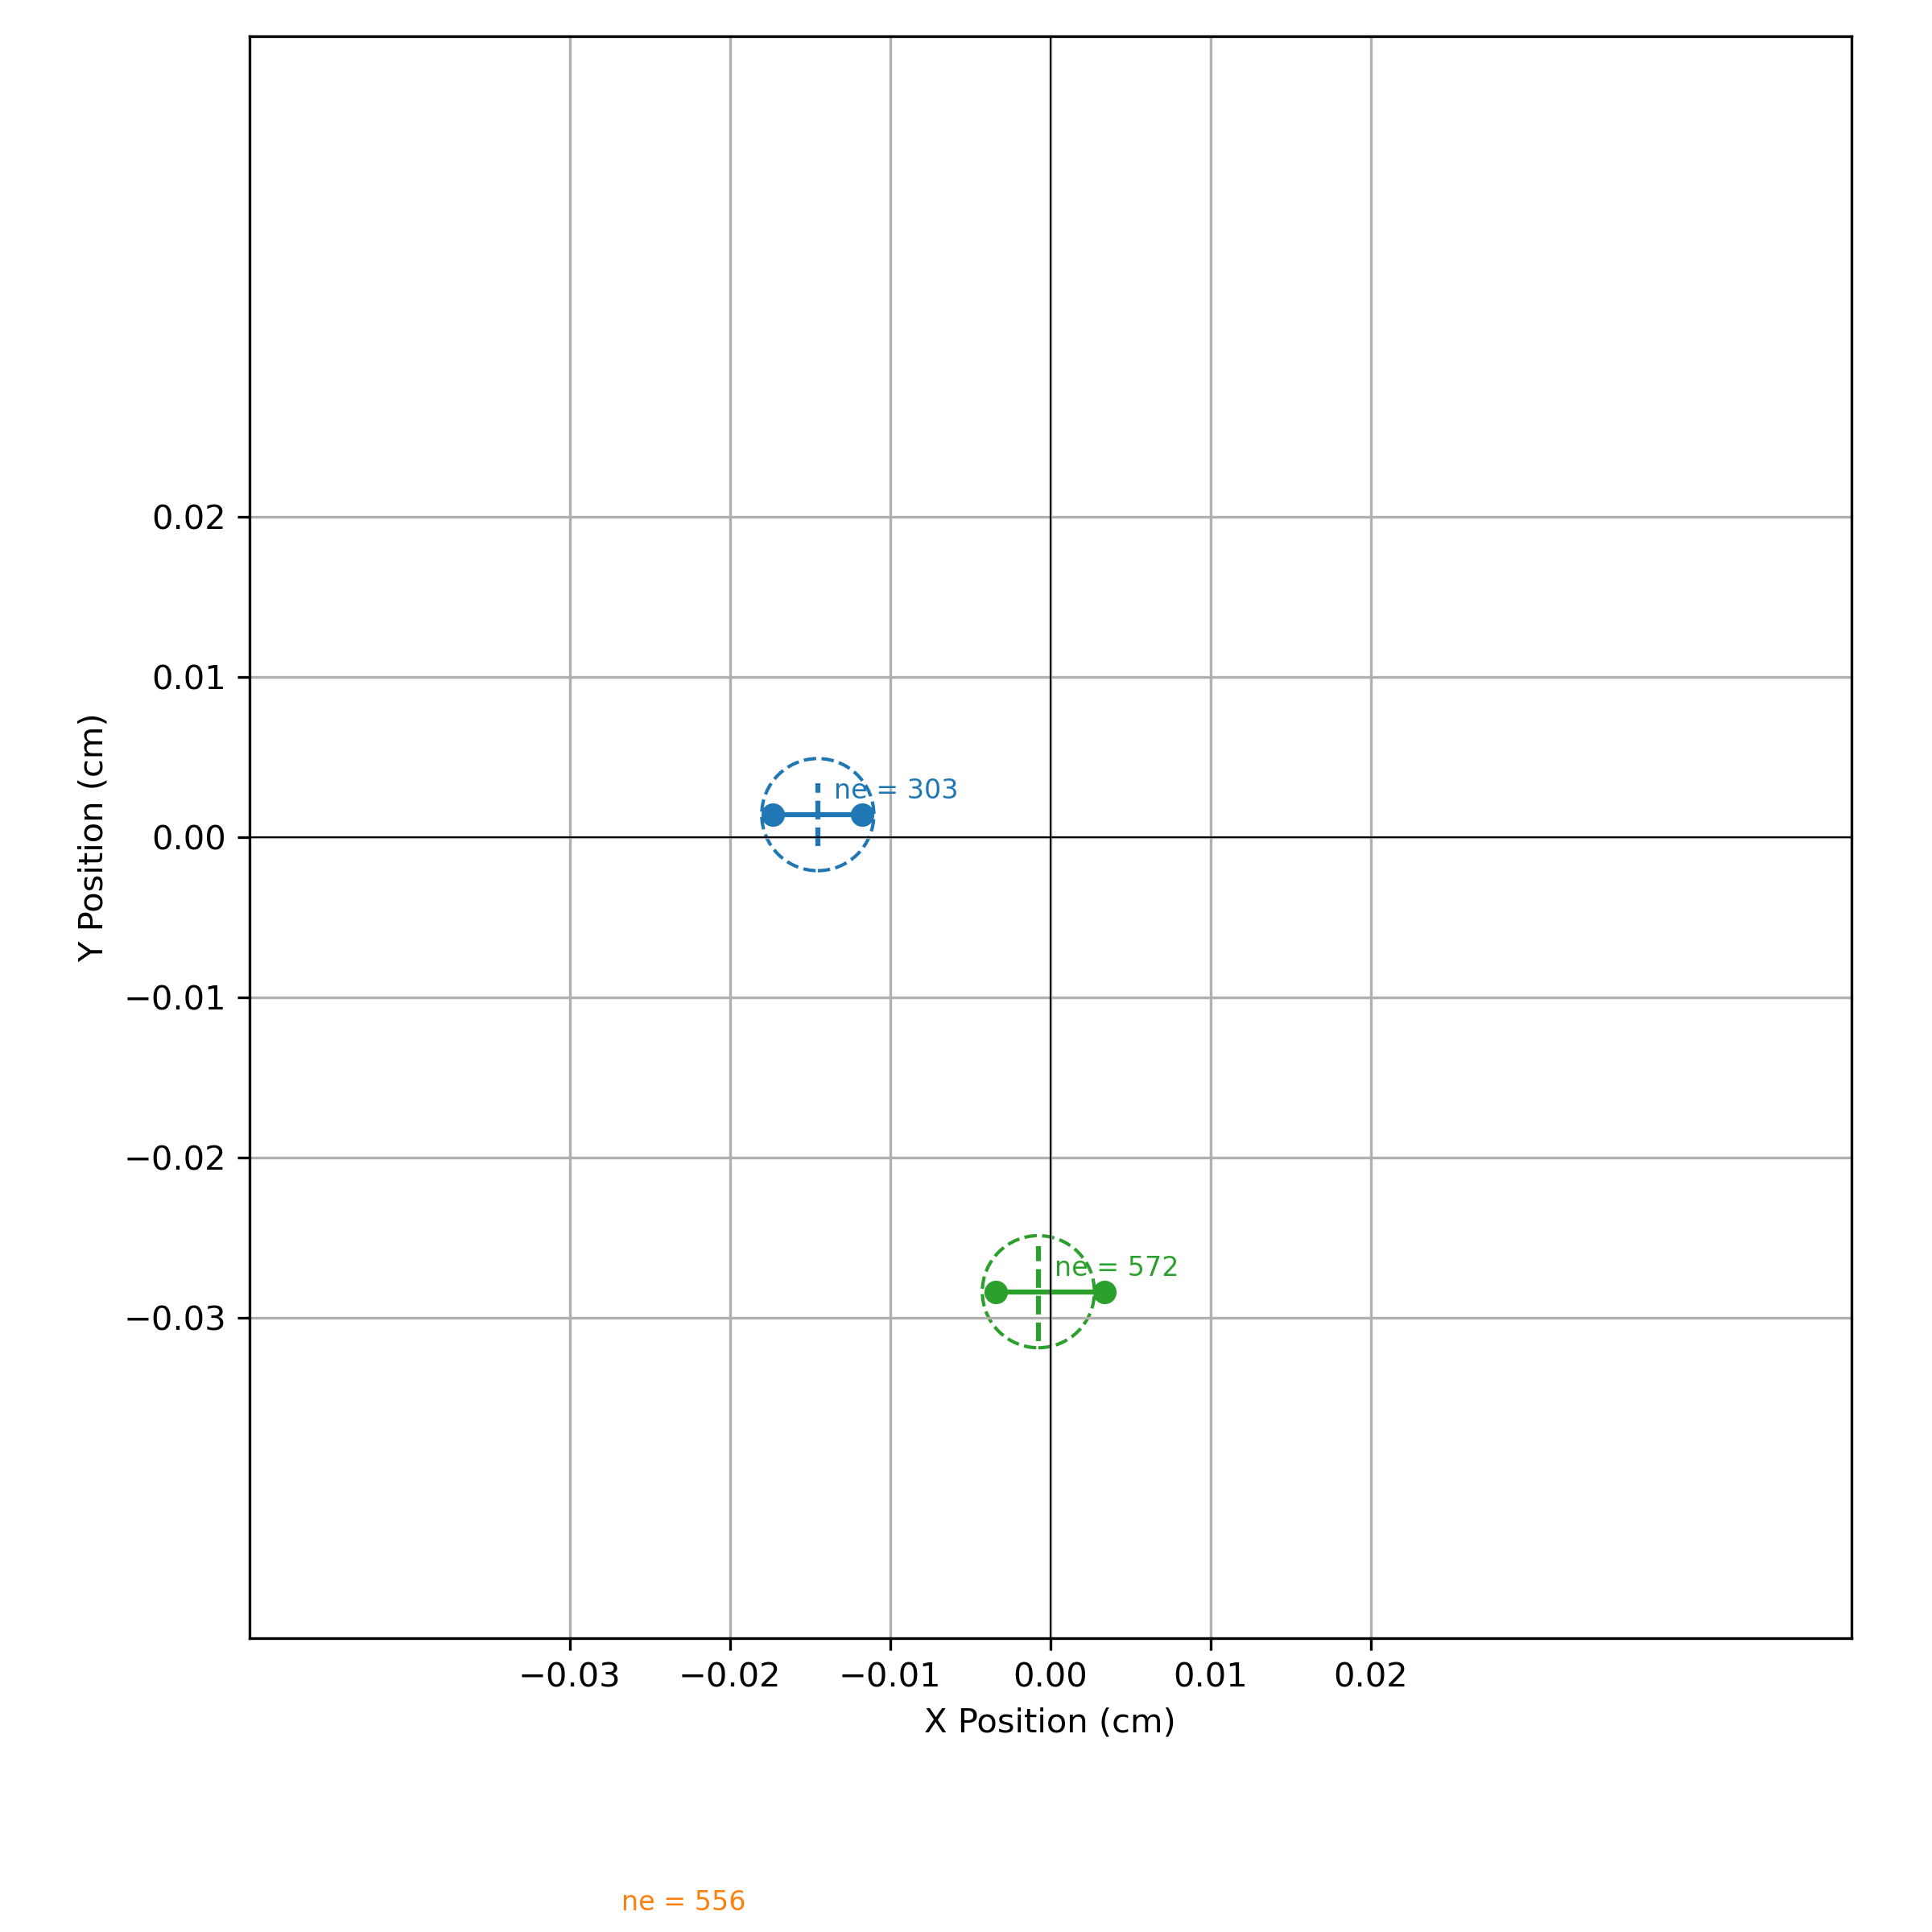 0.02
0.01
ne = 303
0.00
−0.01
−0.02
ne = 572
−0.03
Y Position (cm)
−0.03 −0.02 −0.01 0.00 0.01 0.02
X Position (cm)
ne = 556